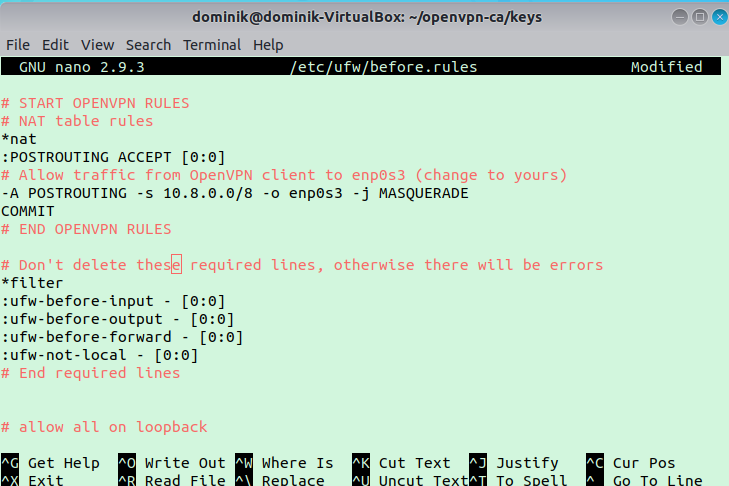 dominik@dominik-VirtualBox: ~/openvpn-ca/keys
File Edit View Search Terminal Help
GNU nano 2.9.3 /etc/ufw/before.rules Modified
# START OPENVPN RULES
# NAT table rules
*nat
:POSTROUTING ACCEPT [0:0]
# Allow traffic from OpenVPN client to enp0s3 (change to yours)
-A POSTROUTING -s 10.8.0.0/8 -o enp0s3 -j MASQUERADE
COMMIT
# END OPENVPN RULES
# Don't delete these required lines, otherwise there will be errors
*filter
:ufw-before-input - [0:0]
:ufw-before-output - [0:0]
:ufw-before-forward - [0:0]
:ufw-not-local - [0:0]
# End required lines
# allow all on loopback
^G Get Help ^O Write Out ^W Where Is ^K Cut Text ^J Justify ^C Cur Pos
^X Exit ^R Read File ^\ Replace ^U Uncut Text ^T To Spell ^_ Go To Line